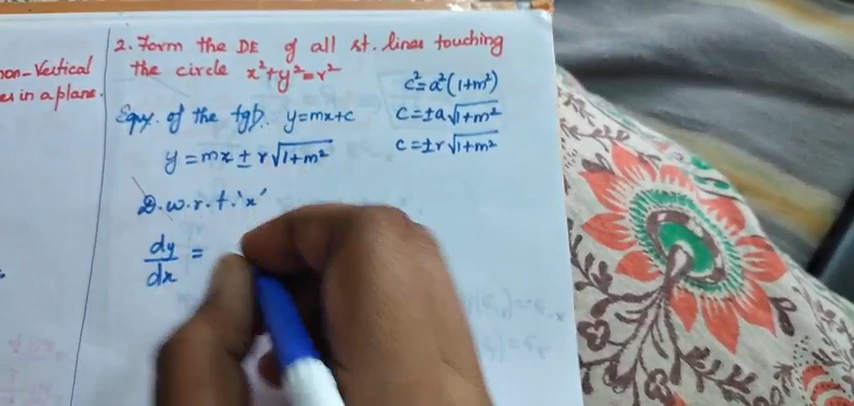 non-Vertical
es in a plane.
2. Form the DE of all st. lines touching
the circle x²+y²=r²
Eqn. of the tgt. y=mx+c
y = mx ± r√1+m²
D.w.r.t. 'x'
dy/dx =
c²=a²(1+m²)
c=±a√1+m²
c=±r√1+m²